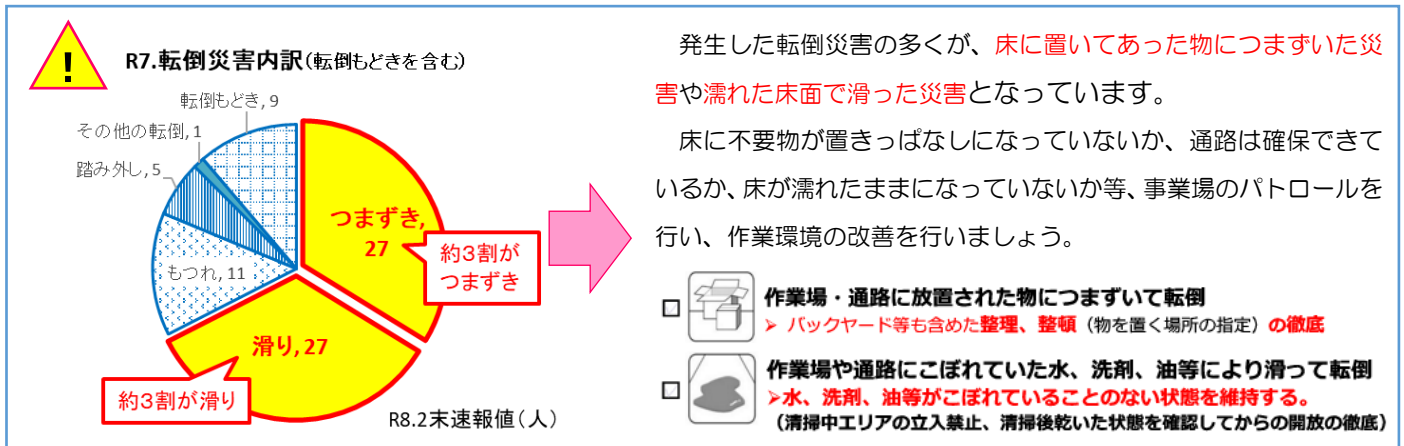 !
R7.転倒災害内訳(転倒もどきを含む)
転倒もどき, 9
その他の転倒, 1
踏み外し, 5
もつれ, 11
つまずき,
27
約3割が
つまずき
滑り, 27
約3割が滑り
R8.2末速報値(人)
発生した転倒災害の多くが、床に置いてあった物につまずいた災
害や濡れた床面で滑った災害となっています。
床に不要物が置きっぱなしになっていないか、通路は確保できて
いるか、床が濡れたままになっていないか等、事業場のパトロールを
行い、作業環境の改善を行いましょう。
□ 作業場・通路に放置された物につまずいて転倒
➢ バックヤード等も含めた整理、整頓（物を置く場所の指定）の徹底
□ 作業場や通路にこぼれていた水、洗剤、油等により滑って転倒
➢水、洗剤、油等がこぼれていることのない状態を維持する。
（清掃中エリアの立入禁止、清掃後乾いた状態を確認してからの開放の徹底）